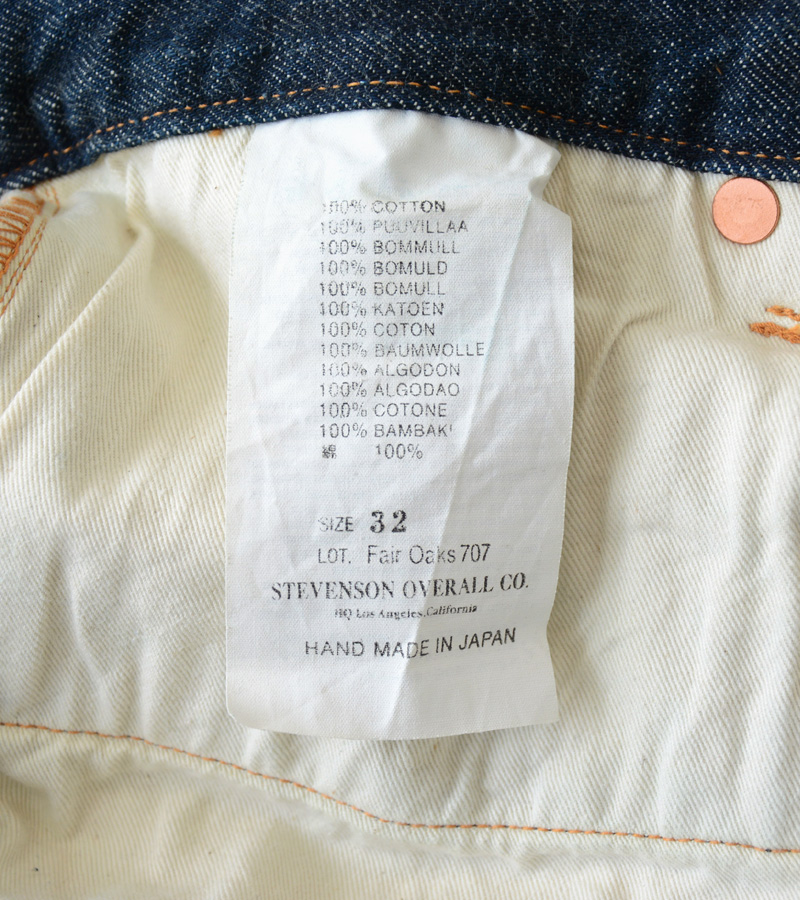 100% COTTON
100% PUUVILLAA
100% BOMMULL
100% BOMULD
100% BOMULL
100% KATOEN
100% COTON
100% BAUMWOLLE
100% ALGODON
100% ALGODAO
100% COTONE
100% BAMBAKI
綿 100%
SIZE 32
LOT. Fair Oaks 707
STEVENSON OVERALL CO.
HQ Los Angeles,California
HAND MADE IN JAPAN